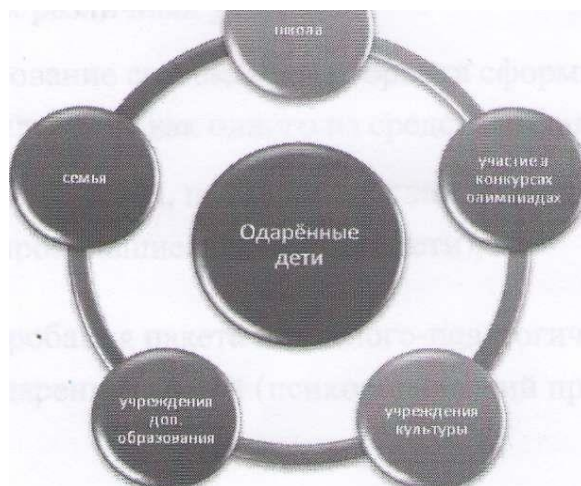 школа
семья
участие в
конкурсах
олимпиадах
Одарённые
дети
учреждения
доп.
образования
учреждения
культуры